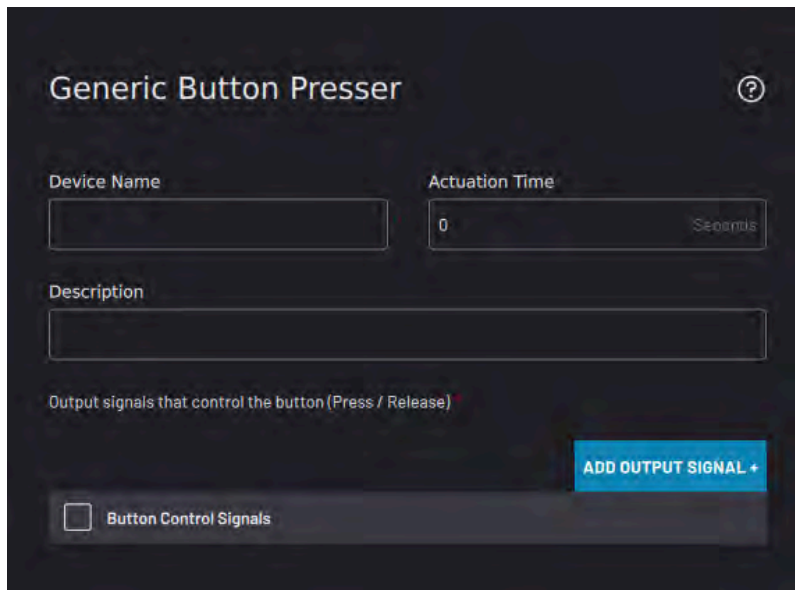 Generic Button Presser
Device Name
Actuation Time
0
Seconds
Description
Output signals that control the button (Press / Release)
ADD OUTPUT SIGNAL +
Button Control Signals